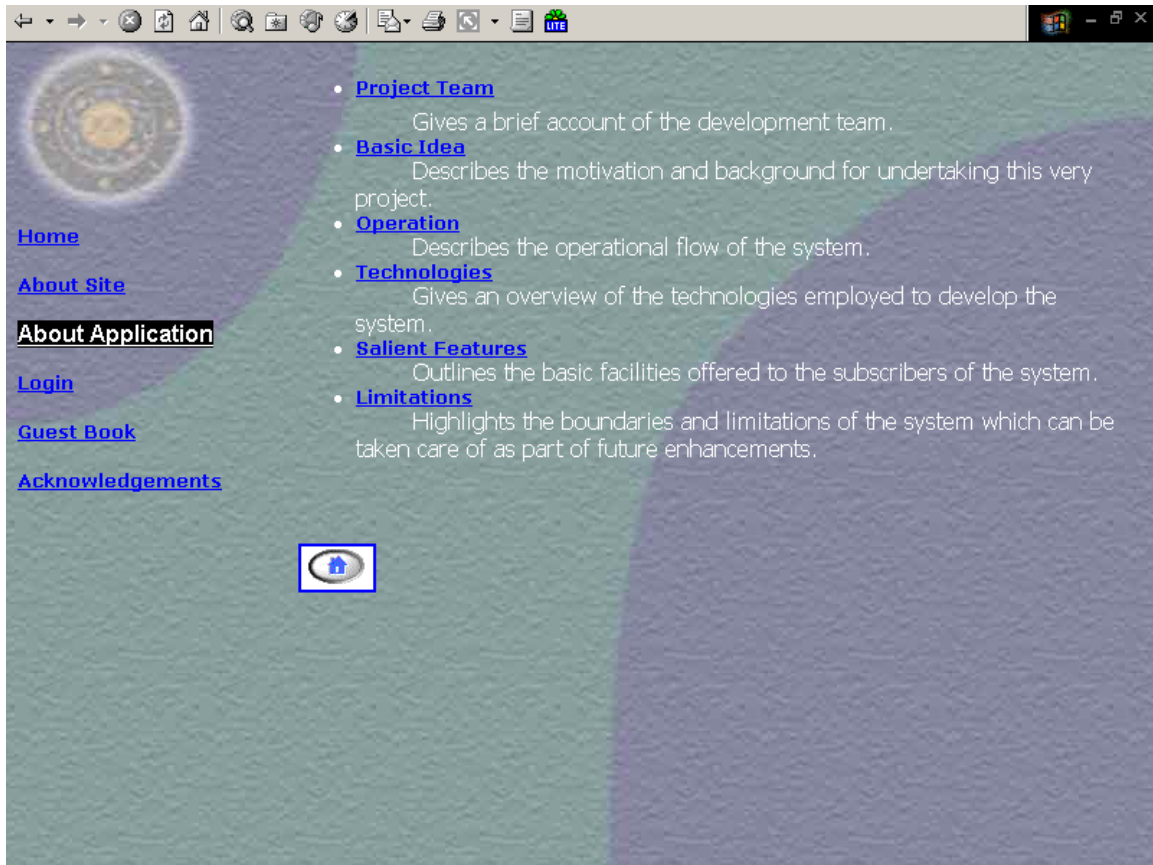 LITE
Home
About Site
About Application
Login
Guest Book
Acknowledgements
Project Team
Gives a brief account of the development team.
Basic Idea
Describes the motivation and background for undertaking this very
project.
Operation
Describes the operational flow of the system.
Technologies
Gives an overview of the technologies employed to develop the
system.
Salient Features
Outlines the basic facilities offered to the subscribers of the system.
Limitations
Highlights the boundaries and limitations of the system which can be
taken care of as part of future enhancements.